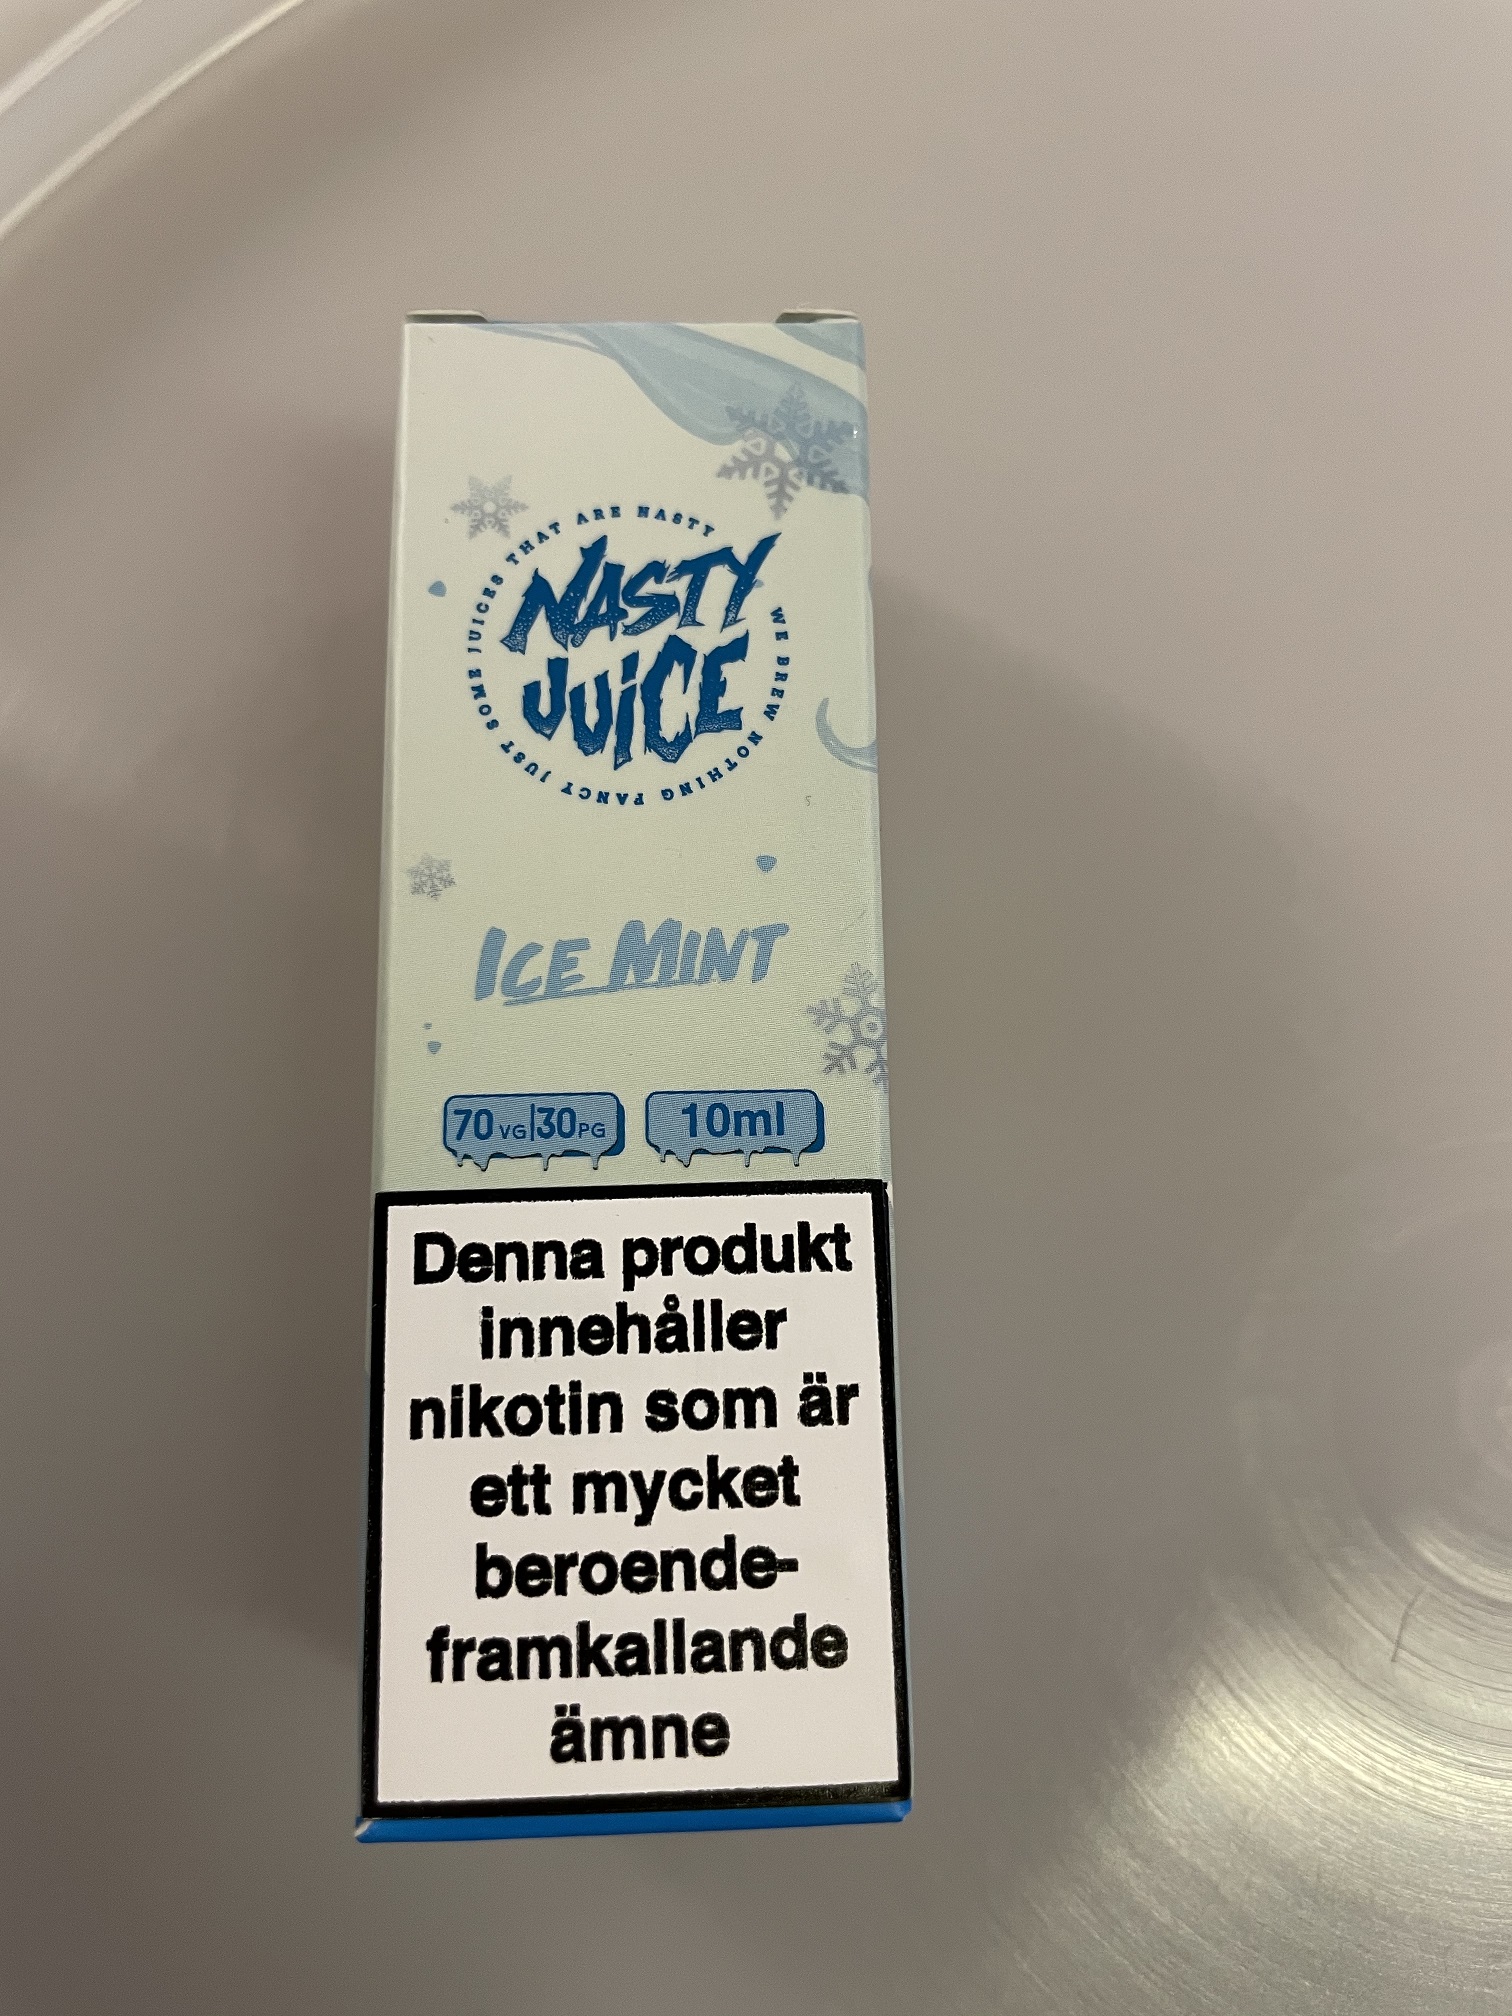 WE BREW NOTHING FANCY JUST SOME JUICES THAT ARE NASTY
NASTY
JUICE
ICE MINT
70VG|30PG
10ml
Denna produkt
innehåller
nikotin som är
ett mycket
beroende-
framkallande
ämne